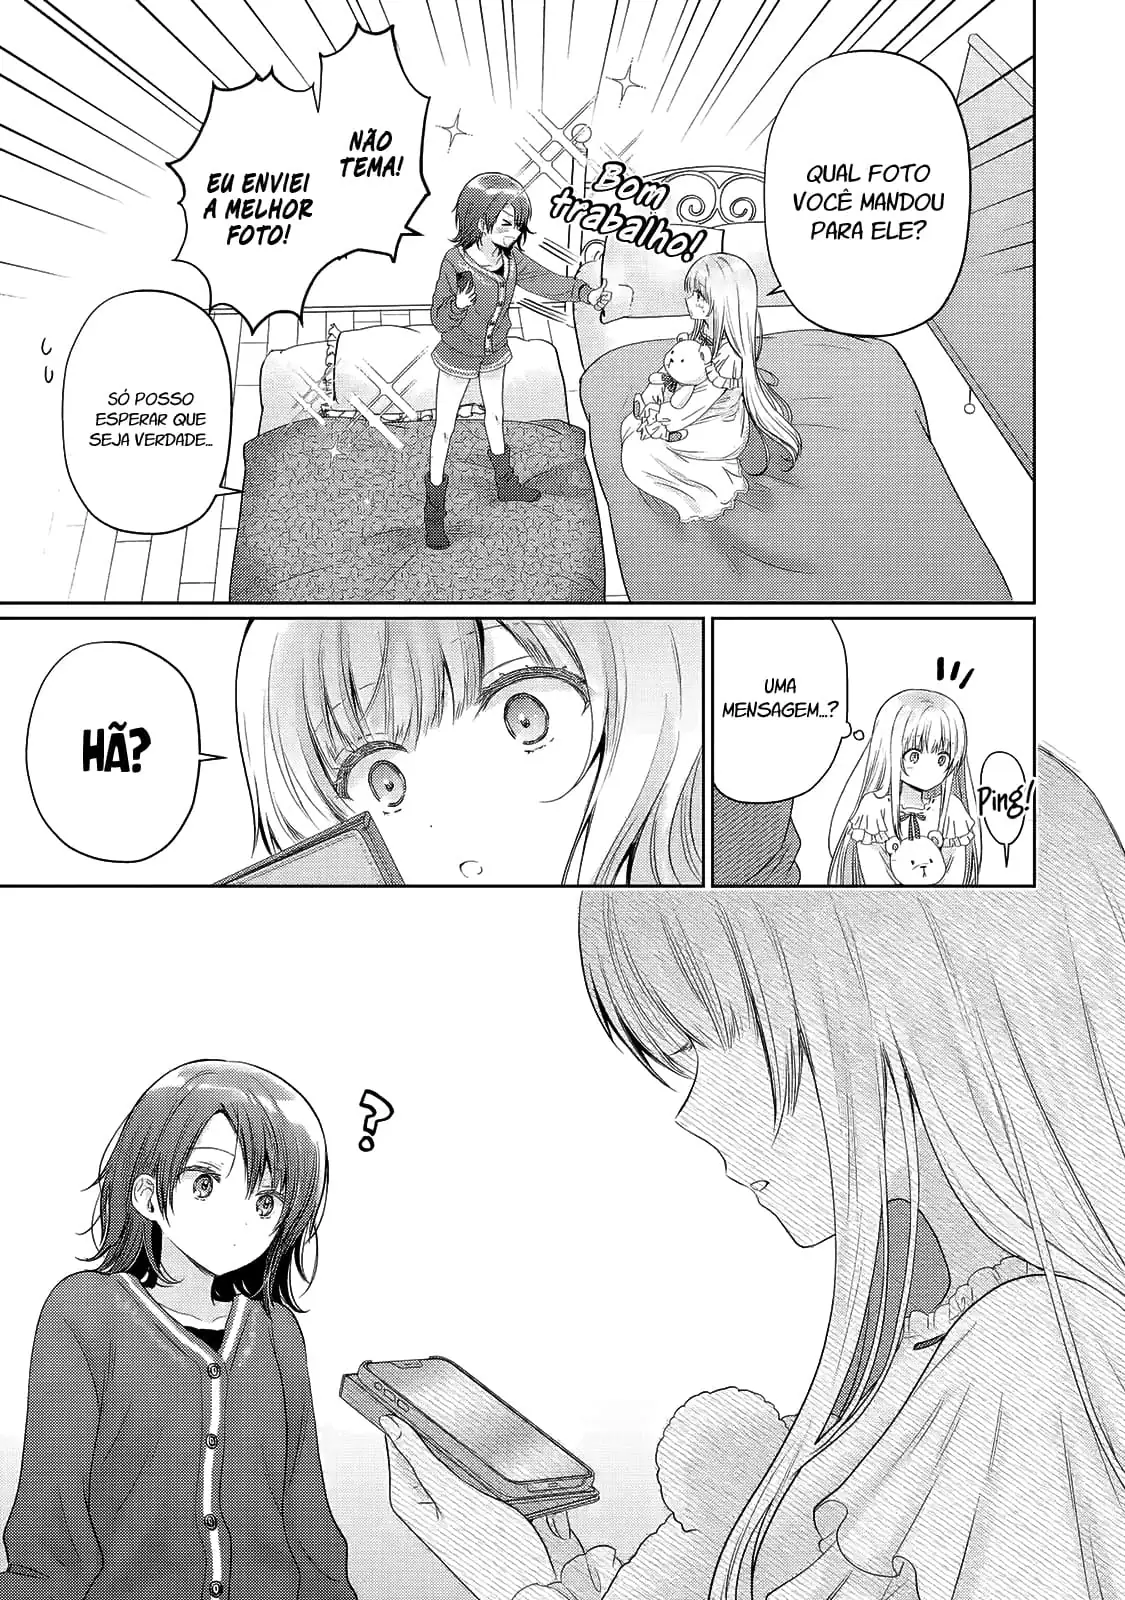 QUAL FOTO
VOCÊ MANDOU
PARA ELE?
Bom
trabalho!
NÃO
TEMA!
EU ENVIEI
A MELHOR
FOTO!
SÓ POSSO
ESPERAR QUE
SEJA VERDADE...
Ping!
UMA
MENSAGEM...?
HÃ?
?